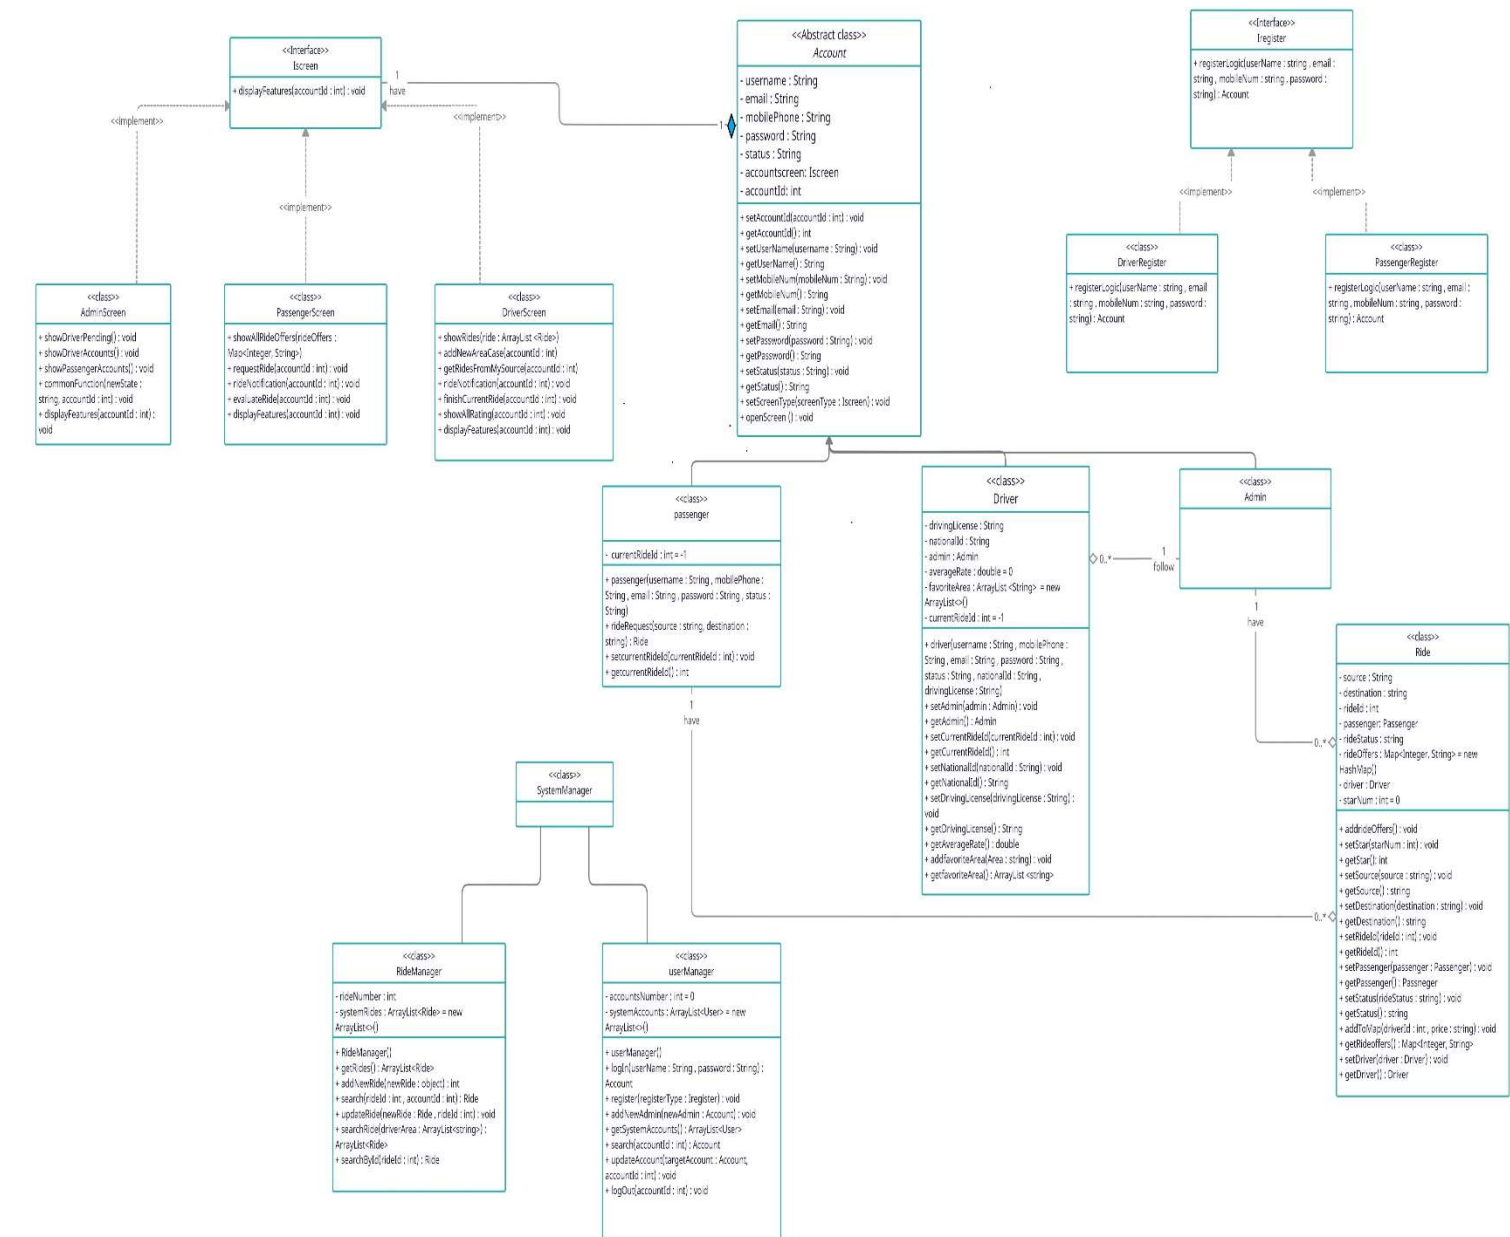 <<Interface>>
Iscreen
+ displayFeatures(accountId : int) : void
1
have
1
<<implement>>
<<implement>>
<<implement>>
<<Abstract class>>
Account
- username : String
- email : String
- mobilePhone : String
- password : String
- status : String
- accountscreen: Iscreen
- accountId: int
+ setAccountId(accountId : int) : void
+ getAccountId() : int
+ setUserName(username : String) : void
+ getUserName() : String
+ setMobileNum(mobileNum : String) : void
+ getMobileNum() : String
+ setEmail(email : String) : void
+ getEmail() : String
+ setPassword(password : String) : void
+ getPassword() : String
+ setStatus(status : String) : void
+ getStatus() : String
+ setScreenType(screenType : Iscreen) : void
+ openScreen () : void
<<Interface>>
Iregister
+ registerLogic(userName : string , email :
string , mobileNum : string , password :
string) : Account
<<implement>>
<<implement>>
<<class>>
DriverRegister
+ registerLogic(userName : string , email
: string , mobileNum : string , password :
string) : Account
<<class>>
PassengerRegister
+ registerLogic(userName : string , email :
string , mobileNum : string , password :
string) : Account
<<class>>
AdminScreen
+ showDriverPending() : void
+ showDriverAccounts() : void
+ showPassengerAccounts() : void
+ commonFunction(newState :
string, accountId : int) : void
+ displayFeatures(accountId : int) :
void
<<class>>
PassengerScreen
+ showAllRideOffers(rideOffers :
Map<Integer, String>)
+ requestRide(accountId : int) : void
+ rideNotification(accountId : int) : void
+ evaluateRide(accountId : int) : void
+ displayFeatures(accountId : int) : void
<<class>>
DriverScreen
+ showRides(ride : ArrayList <Ride>)
+ addNewAreaCase(accountId : int)
+ getRidesFromMySource(accountId : int)
+ rideNotification(accountId : int) : void
+ finishCurrentRide(accountId : int) : void
+ showAllRating(accountId : int) : void
+ displayFeatures(accountId : int) : void
<<class>>
passenger
- currentRideId : int = -1
+ passenger(username : String , mobilePhone :
String , email : String , password : String , status :
String)
+ rideRequest(source : string, destination :
string) : Ride
+ setcurrentRideId(currentRideId : int) : void
+ getcurrentRideId() : int
1
have
0..*
<<class>>
Driver
- drivingLicense : String
- nationalId : String
- admin : Admin
- averageRate : double = 0
- favoriteArea : ArrayList <String> = new
ArrayList<>()
- currentRideId : int = -1
+ driver(username : String , mobilePhone :
String , email : String , password : String ,
status : String , nationalId : String ,
drivingLicense : String)
+ setAdmin(admin : Admin) : void
+ getAdmin() : Admin
+ setCurrentRideId(currentRideId : int) : void
+ getCurrentRideId() : int
+ setNationalId(nationalId : String) : void
+ getNationalId() : String
+ setDrivingLicense(drivingLicense : String) :
void
+ getDrivingLicense() : String
+ getAverageRate() : double
+ addfavoriteArea(Area : string) : void
+ getfavoriteArea() : ArrayList <string>
0..*
1
follow
<<class>>
Admin
1
have
0..*
<<class>>
Ride
- source : String
- destination : string
- rideId : int
- passenger: Passenger
- rideStatus : string
- rideOffers : Map<Integer, String> = new
HashMap()
- driver : Driver
- starNum : int = 0
+ addrideOffers() : void
+ setStar(starNum : int) : void
+ getStar(): int
+ setSource(source : string) : void
+ getSource() : string
+ setDestination(destination : string) : void
+ getDestination() : string
+ setRideId(rideId : int) : void
+ getRideId() : int
+ setPassenger(passenger : Passenger) : void
+ getPassenger() : Passneger
+ setStatus(rideStatus : string) : void
+ getStatus() : string
+ addToMap(driverId : int , price : string) : void
+ getRideoffers() : Map<Integer, String>
+ setDriver(driver : Driver) : void
+ getDriver() : Driver
<<class>>
SystemManager
<<class>>
RideManager
- rideNumber : int
- systemRides : ArrayList<Ride> = new
ArrayList<>()
+ RideManager()
+ getRides() : ArrayList<Ride>
+ addNewRide(newRide : object) : int
+ search(rideId : int , accountId : int) : Ride
+ updateRide(newRide : Ride , rideId : int) : void
+ searchRide(driverArea : ArrayList<string>) :
ArrayList<Ride>
+ searchById(rideId : int) : Ride
<<class>>
userManager
- accountsNumber : int = 0
- systemAccounts : ArrayList<User> = new
ArrayList<>()
+ userManager()
+ logIn(userName : String , password : String) :
Account
+ register(registerType : Iregister) : void
+ addNewAdmin(newAdmin : Account) : void
+ getSystemAccounts() : ArrayList<User>
+ search(accountId : int) : Account
+ updateAccount(targetAccount : Account,
accountId : int) : void
+ logOut(accountId : int) : void